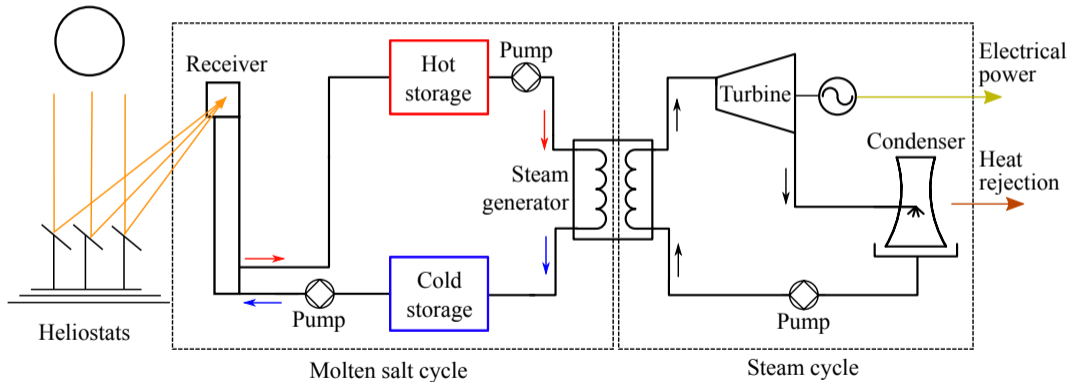 Receiver
Hot
storage
Pump
Steam
generator
Cold
storage
Pump
Heliostats
Molten salt cycle
Turbine
Electrical
power
Condenser
Heat
rejection
Pump
Steam cycle